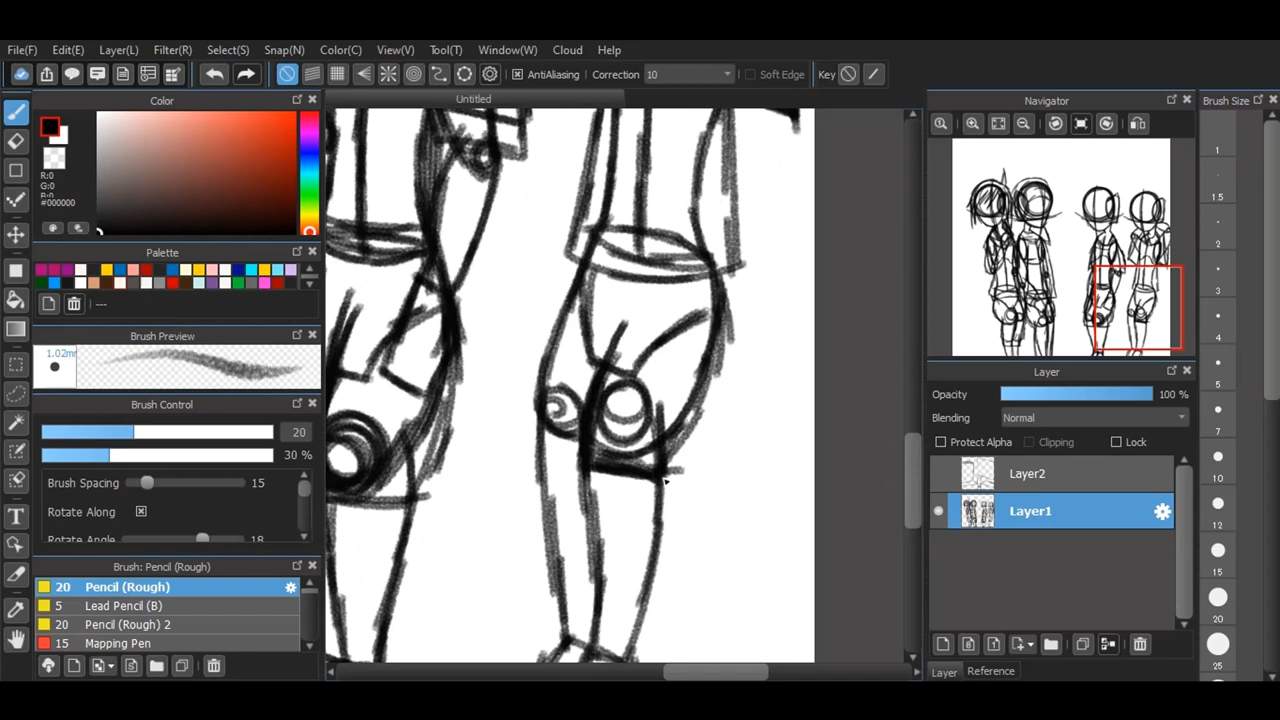 File(F) Edit(E) Layer(L) Filter(R) Select(S) Snap(N) Color(C) View(V) Tool(T) Window(W) Cloud Help
AntiAliasing Correction 10 Soft Edge Key
Color
R:0
G:0
B:0
#000000
Palette
---
Brush Preview
1.02m
Brush Control
20
30 %
Brush Spacing 15
Rotate Along
Rotate Angle 18
Brush: Pencil (Rough)
20 Pencil (Rough)
5 Lead Pencil (B)
20 Pencil (Rough) 2
15 Mapping Pen
Untitled
Navigator
Layer
Opacity 100 %
Blending Normal
Protect Alpha Clipping Lock
Layer2
Layer1
Layer Reference
Brush Size
1
1.5
2
3
4
5
7
10
12
15
20
25